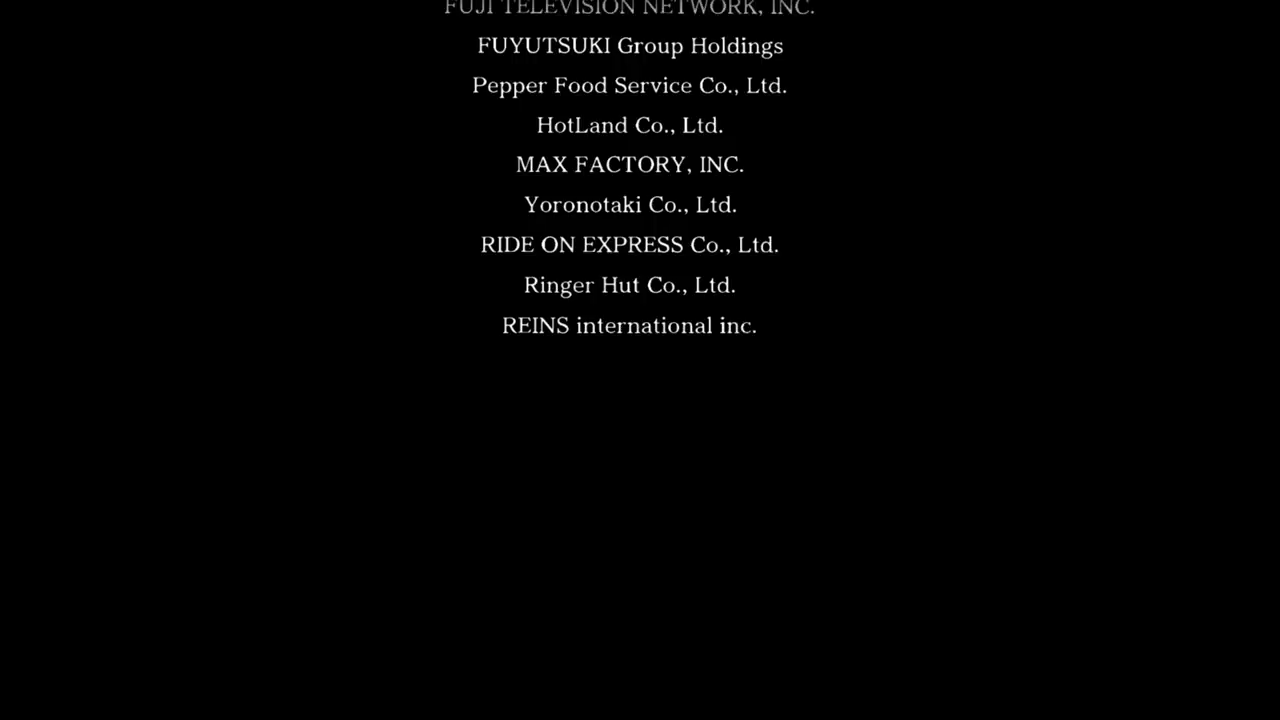 FUJI TELEVISION NETWORK, INC.
FUYUTSUKI Group Holdings
Pepper Food Service Co., Ltd.
HotLand Co., Ltd.
MAX FACTORY, INC.
Yoronotaki Co., Ltd.
RIDE ON EXPRESS Co., Ltd.
Ringer Hut Co., Ltd.
REINS international inc.